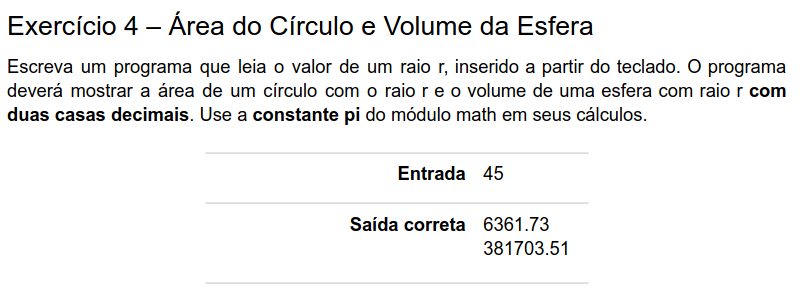 Exercício 4 – Área do Círculo e Volume da Esfera
Escreva um programa que leia o valor de um raio r, inserido a partir do teclado. O programa
deverá mostrar a área de um círculo com o raio r e o volume de uma esfera com raio r com
duas casas decimais. Use a constante pi do módulo math em seus cálculos.
Entrada 45
Saída correta 6361.73
381703.51